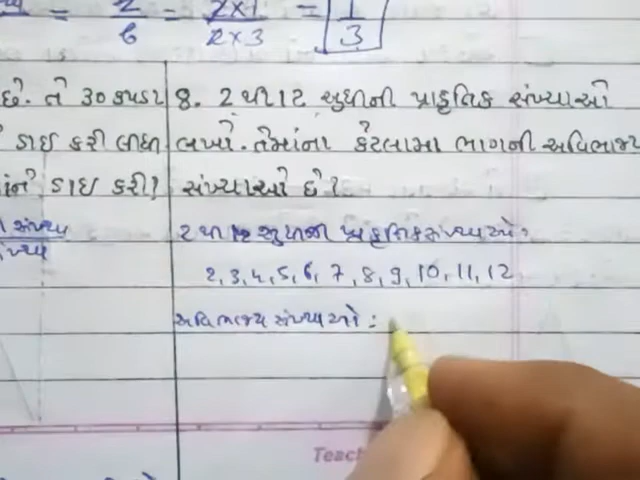 = 2/6 = 2×1/2×3 = 1/3
છે. તે 30 કપડા
ડાઇ કરી લીધા
ડાઇ કરી?
સંખ્યા
8. 2 થી 12 સુધીની પ્રાકૃતિક સંખ્યાઓ
લખો. તેમાંના કેટલામા ભાગની અવિભાજ્ય
સંખ્યાઓ છે?
2 થી 12 સુધીની પ્રાકૃતિક સંખ્યાઓ:
2, 3, 4, 5, 6, 7, 8, 9, 10, 11, 12
અવિભાજ્ય સંખ્યાઓ :
Teach